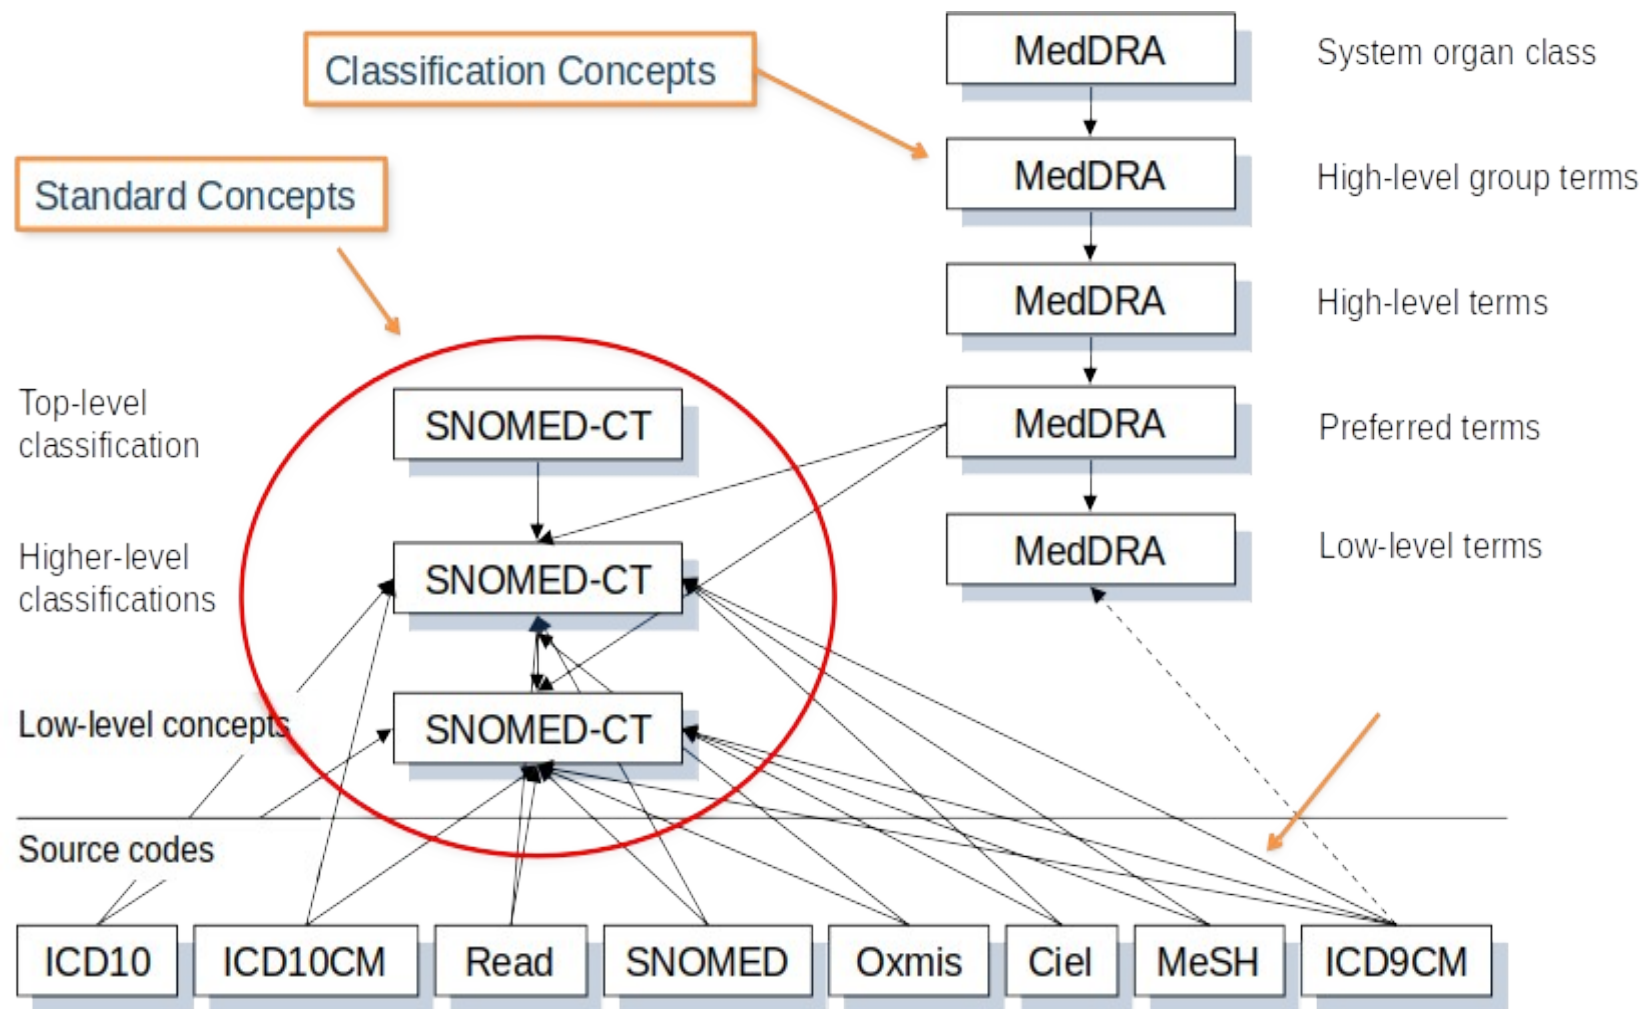 MedDRA
System organ class
Classification Concepts
MedDRA
High-level group terms
Standard Concepts
MedDRA
High-level terms
Top-level
classification
SNOMED-CT
MedDRA
Preferred terms
Higher-level
classifications
SNOMED-CT
MedDRA
Low-level terms
Low-level concepts
SNOMED-CT
Source codes
ICD10
ICD10CM
Read
SNOMED
Oxmis
Ciel
MeSH
ICD9CM